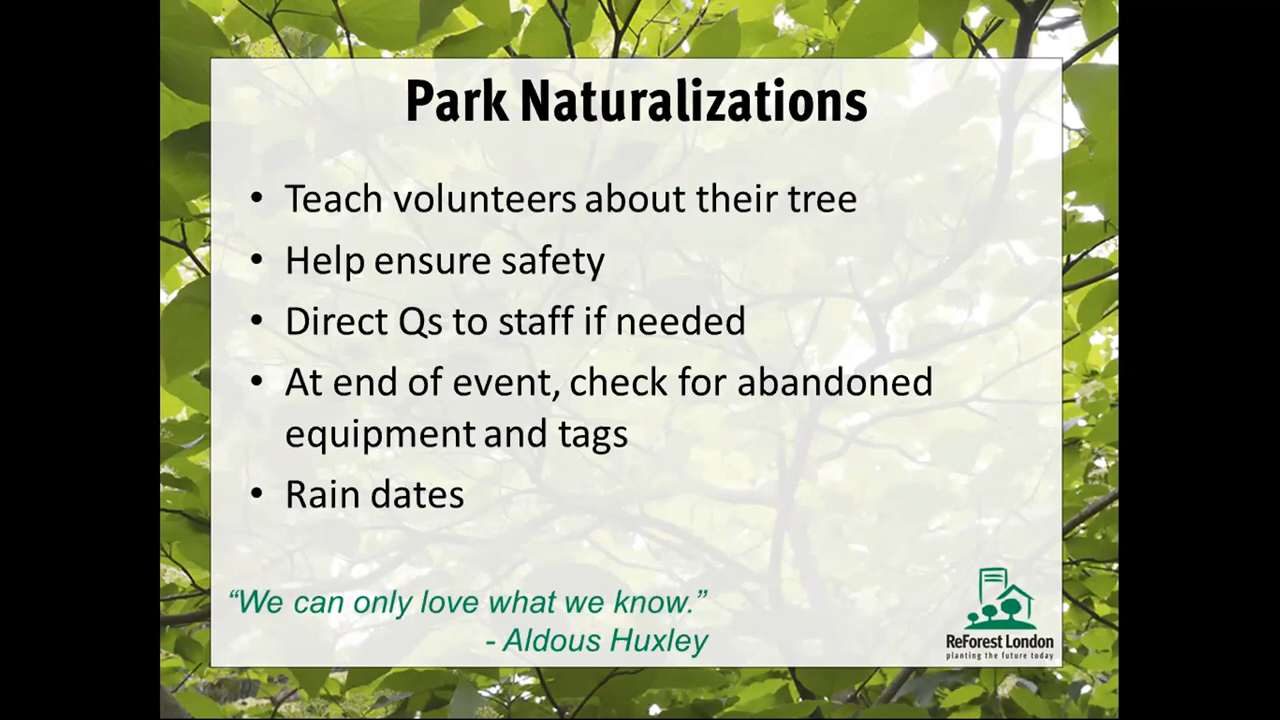 Park Naturalizations
• Teach volunteers about their tree
• Help ensure safety
• Direct Qs to staff if needed
• At end of event, check for abandoned
equipment and tags
• Rain dates
“We can only love what we know.”
- Aldous Huxley
ReForest London
planting the future today